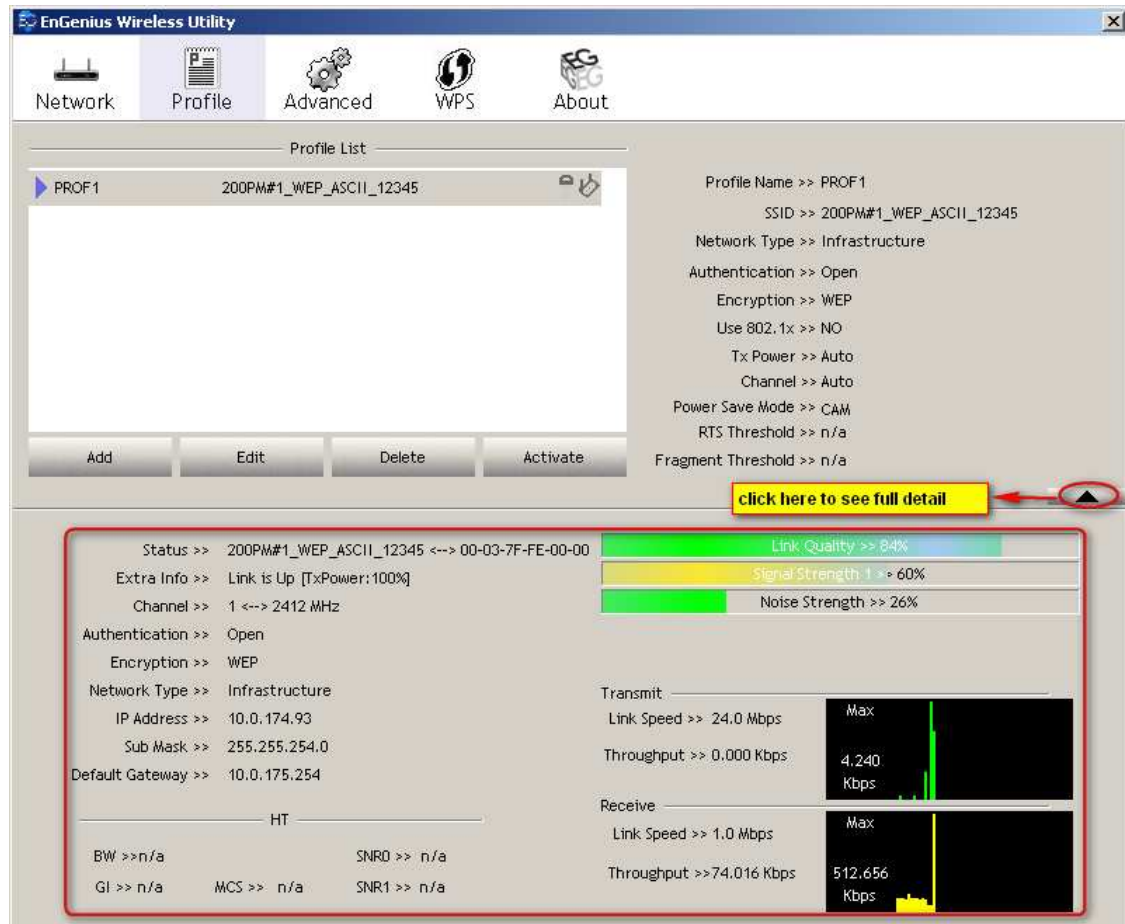 EnGenius Wireless Utility
Network
Profile
Advanced
WPS
About
Profile List
PROF1 200PM#1_WEP_ASCII_12345
Add
Edit
Delete
Activate
Profile Name >> PROF1
SSID >> 200PM#1_WEP_ASCII_12345
Network Type >> Infrastructure
Authentication >> Open
Encryption >> WEP
Use 802.1x >> NO
Tx Power >> Auto
Channel >> Auto
Power Save Mode >> CAM
RTS Threshold >> n/a
Fragment Threshold >> n/a
click here to see full detail
Status >> 200PM#1_WEP_ASCII_12345 <--> 00-03-7F-FE-00-00
Extra Info >> Link is Up [TxPower:100%]
Channel >> 1 <--> 2412 MHz
Authentication >> Open
Encryption >> WEP
Network Type >> Infrastructure
IP Address >> 10.0.174.93
Sub Mask >> 255.255.254.0
Default Gateway >> 10.0.175.254
HT
BW >>n/a SNR0 >> n/a
GI >> n/a MCS >> n/a SNR1 >> n/a
Link Quality >> 84%
Signal Strength 1 >> 60%
Noise Strength >> 26%
Transmit
Link Speed >> 24.0 Mbps
Throughput >> 0.000 Kbps
Max
4.240
Kbps
Receive
Link Speed >> 1.0 Mbps
Throughput >>74.016 Kbps
Max
512.656
Kbps